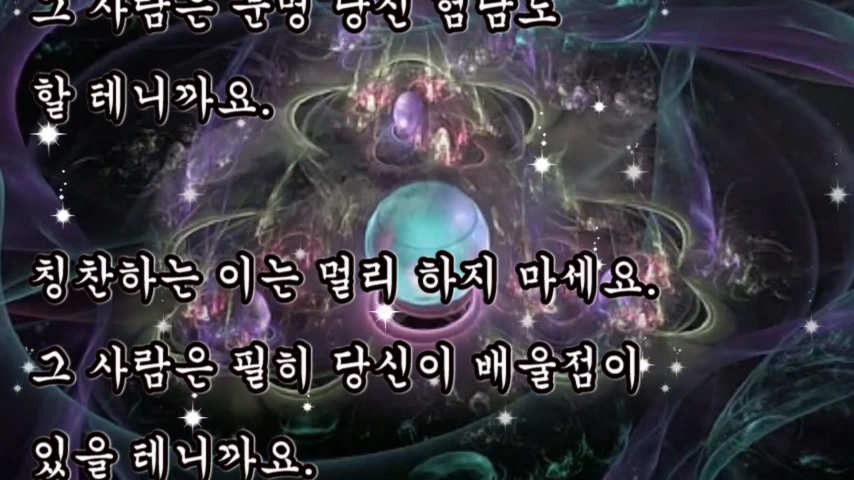 그 사람은 분명 당신 험담도
할 테니까요.
칭찬하는 이는 멀리 하지 마세요.
그 사람은 필히 당신이 배울점이
있을 테니까요.